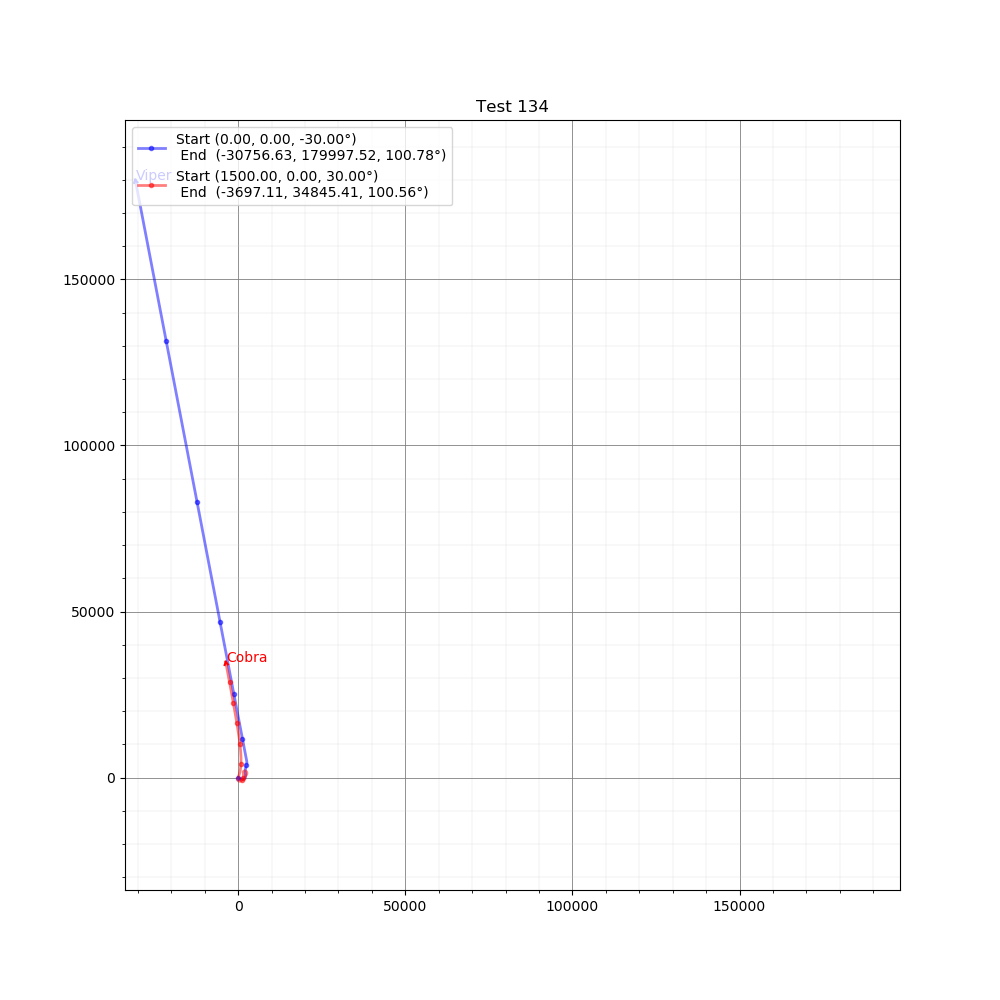 Test 134
Start (0.00, 0.00, -30.00°)
End  (-30756.63, 179997.52, 100.78°)
Viper
Start (1500.00, 0.00, 30.00°)
End  (-3697.11, 34845.41, 100.56°)
150000
100000
50000
Cobra
0
0
50000
100000
150000